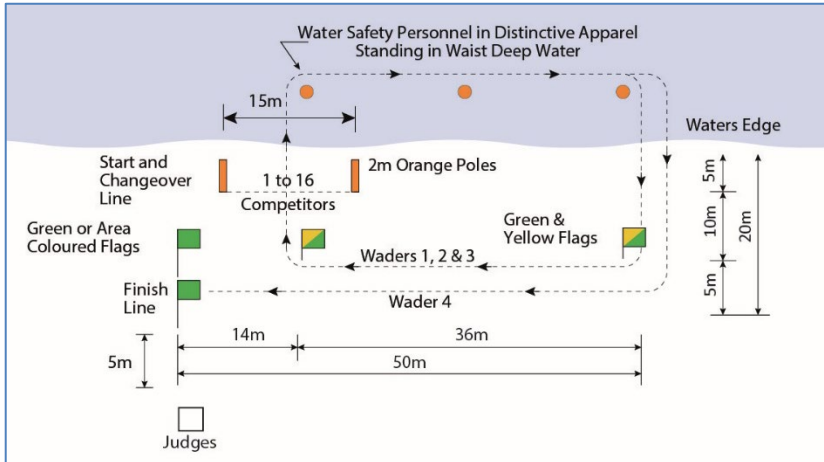 Water Safety Personnel in Distinctive Apparel
Standing in Waist Deep Water
15m
Waters Edge
Start and
Changeover
Line
1 to 16
Competitors
2m Orange Poles
5m
Green or Area
Coloured Flags
Green &
Yellow Flags
10m
20m
Waders 1, 2 & 3
Finish
Line
Wader 4
5m
14m
36m
5m
50m
Judges